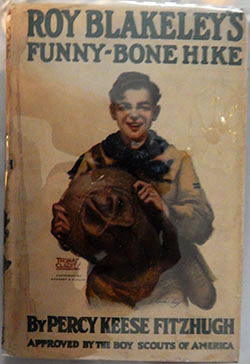 ROY BLAKELEY'S
FUNNY-BONE HIKE
BY PERCY KEESE FITZHUGH
APPROVED BY THE BOY SCOUTS OF AMERICA